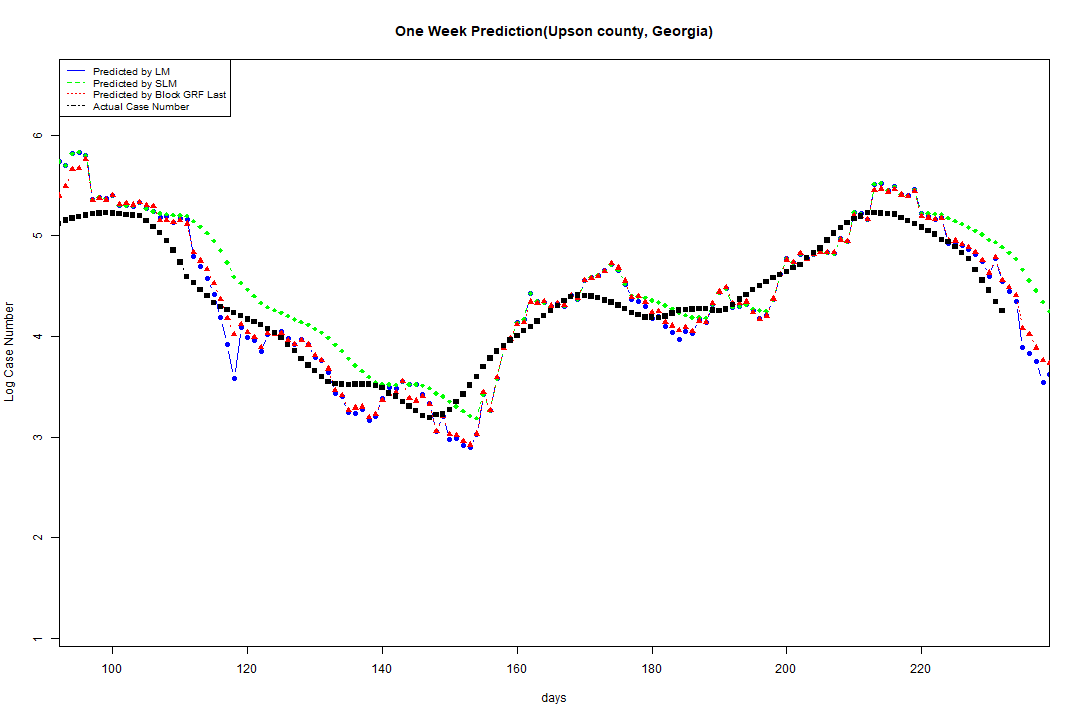 One Week Prediction(Upson county, Georgia)
Predicted by LM
Predicted by SLM
Predicted by Block GRF Last
Actual Case Number
6
5
4
3
2
1
Log Case Number
100 120 140 160 180 200 220
days